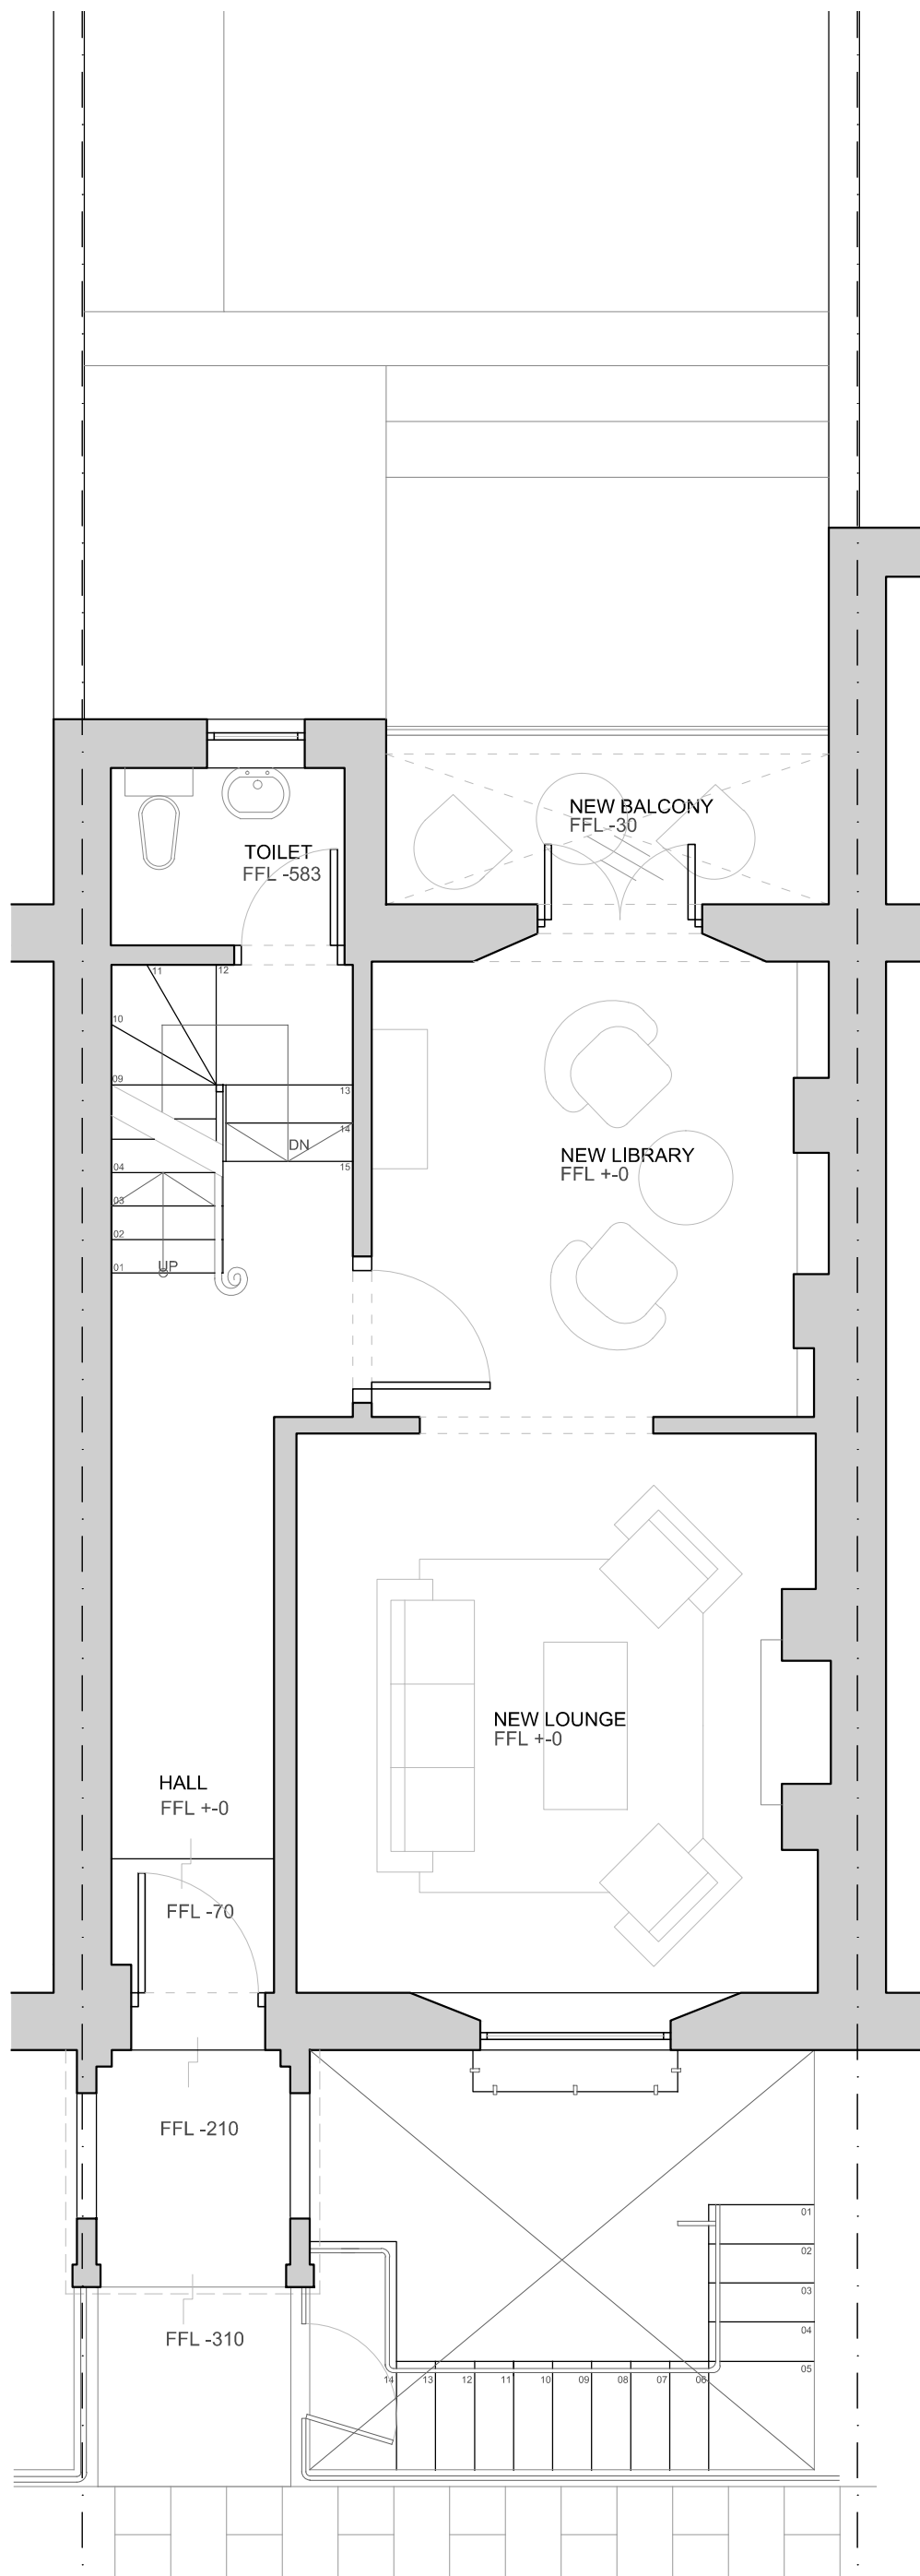 NEW BALCONY
FFL -30
TOILET
FFL -583
11
12
10
09
13
14
DN
15
04
03
02
01
UP
NEW LIBRARY
FFL +-0
NEW LOUNGE
FFL +-0
HALL
FFL +-0
FFL -70
FFL -210
FFL -310
01
02
03
04
05
14
13
12
11
10
09
08
07
06